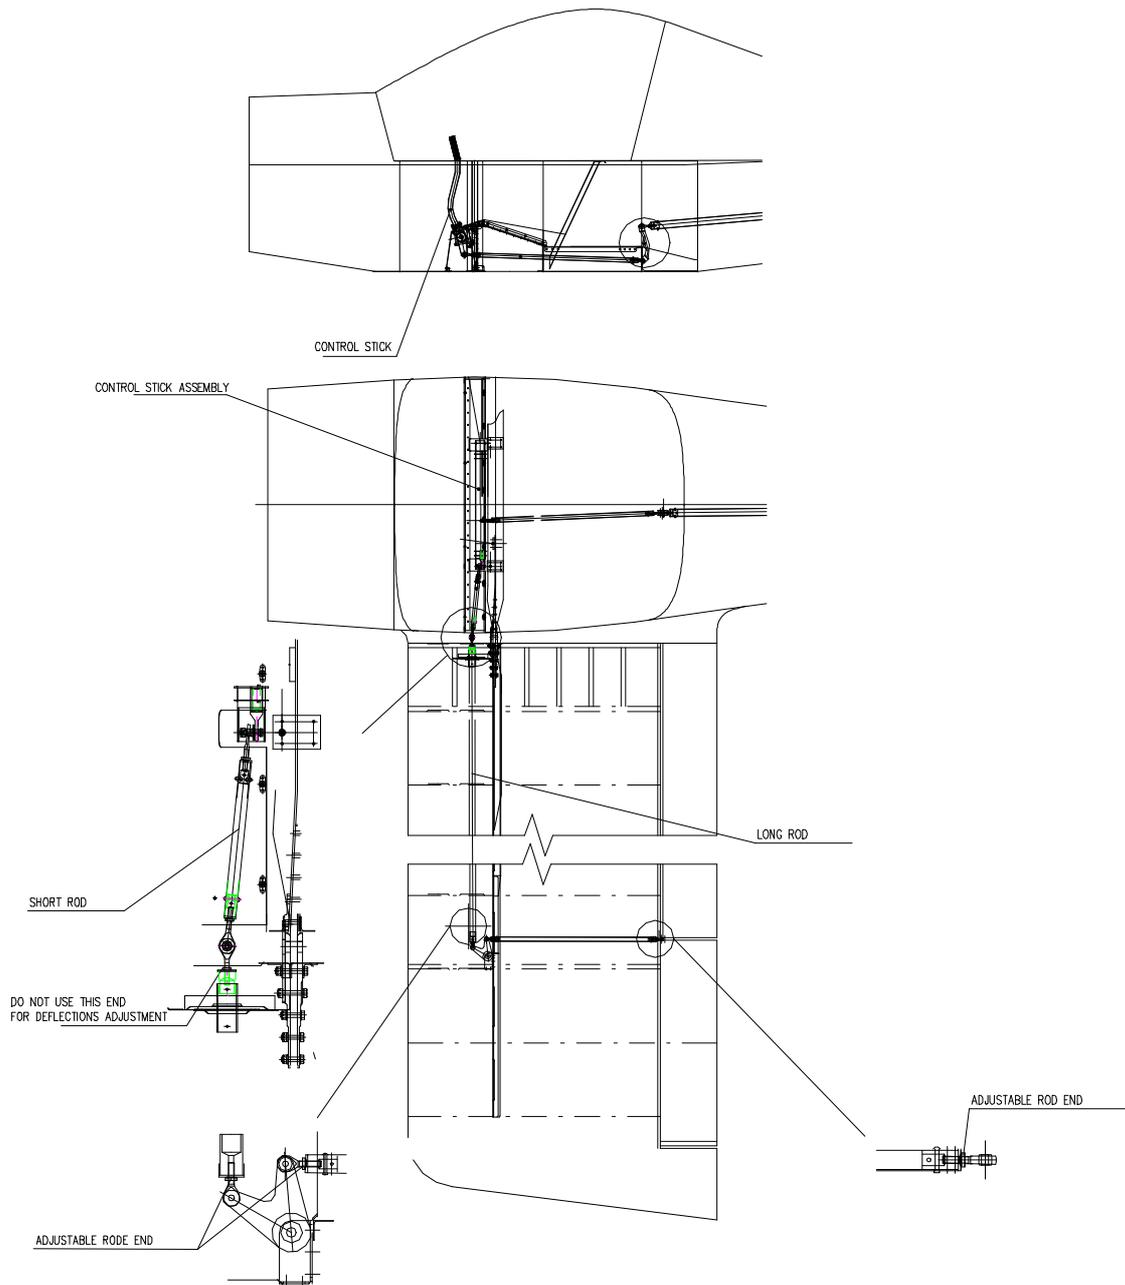 CONTROL STICK
CONTROL STICK ASSEMBLY
LONG ROD
SHORT ROD
DO NOT USE THIS END
FOR DEFLECTIONS ADJUSTMENT
ADJUSTABLE ROD END
ADJUSTABLE RODE END